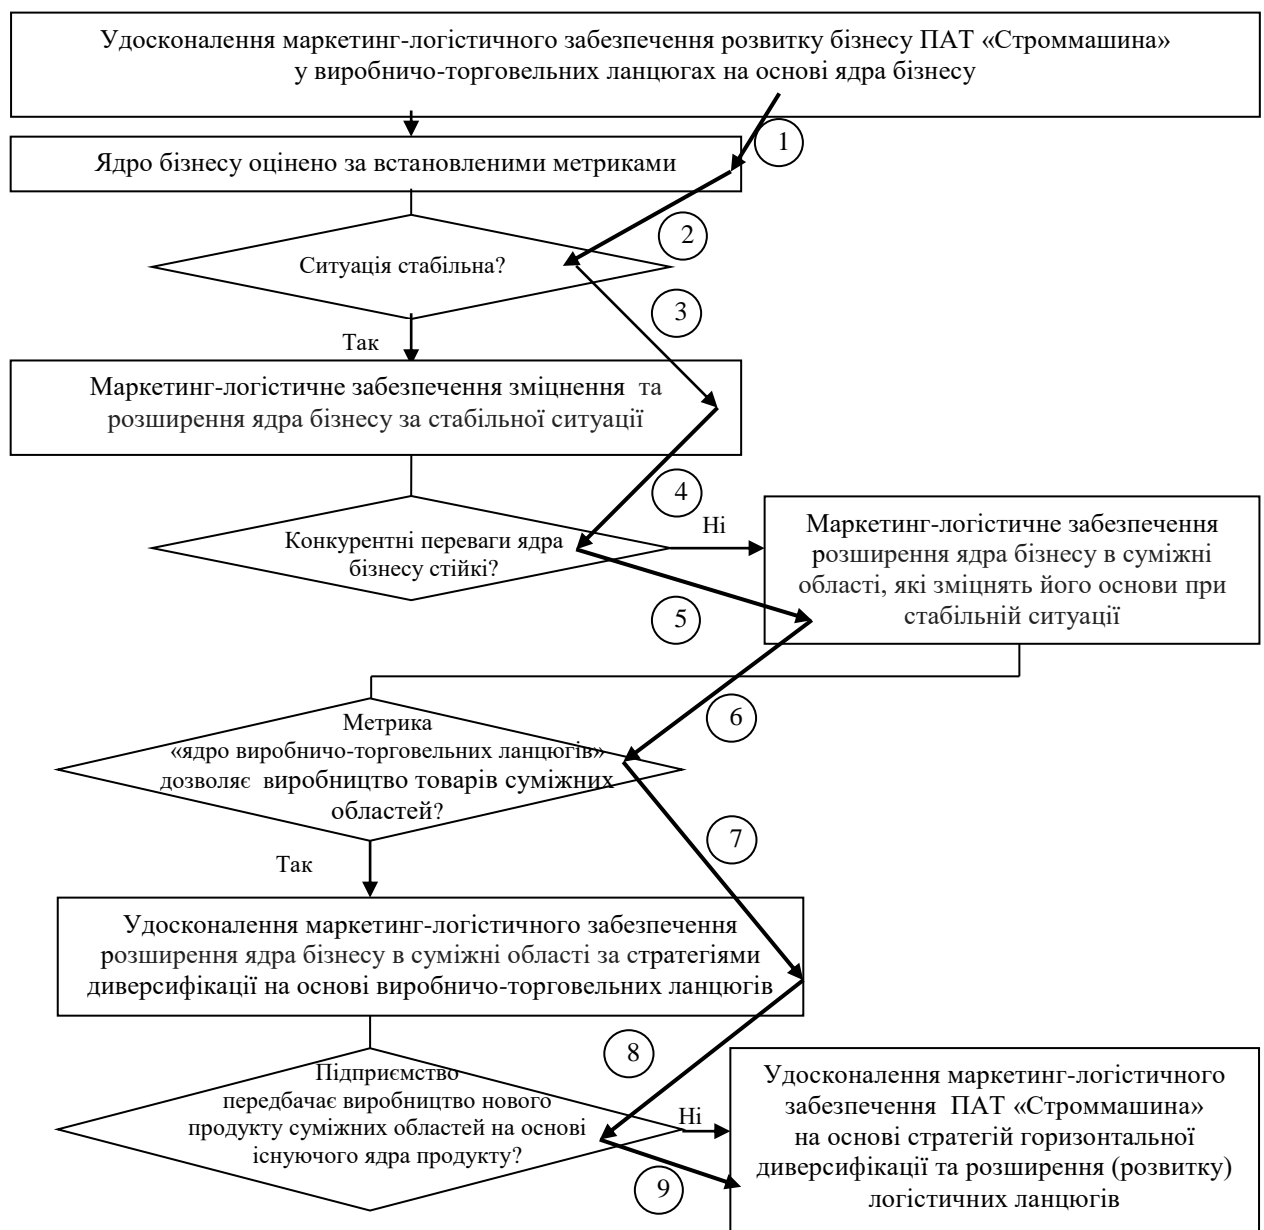 Удосконалення маркетинг-логістичного забезпечення розвитку бізнесу ПАТ «Строммашина»
у виробничо-торговельних ланцюгах на основі ядра бізнесу
1
Ядро бізнесу оцінено за встановленими метриками
2
Ситуація стабільна?
3
Так
Маркетинг-логістичне забезпечення зміцнення та
розширення ядра бізнесу за стабільної ситуації
4
Ні
Конкурентні переваги ядра
бізнесу стійкі?
Маркетинг-логістичне забезпечення
розширення ядра бізнесу в суміжні
області, які зміцнять його основи при
стабільній ситуації
5
6
Метрика
«ядро виробничо-торговельних ланцюгів»
дозволяє виробництво товарів суміжних
областей?
7
Так
Удосконалення маркетинг-логістичного забезпечення
розширення ядра бізнесу в суміжні області за стратегіями
диверсифікації на основі виробничо-торговельних ланцюгів
8
Підприємство
передбачає виробництво нового
продукту суміжних областей на основі
існуючого ядра продукту?
Ні
Удосконалення маркетинг-логістичного
забезпечення ПАТ «Строммашина»
на основі стратегій горизонтальної
диверсифікації та розширення (розвитку)
логістичних ланцюгів
9